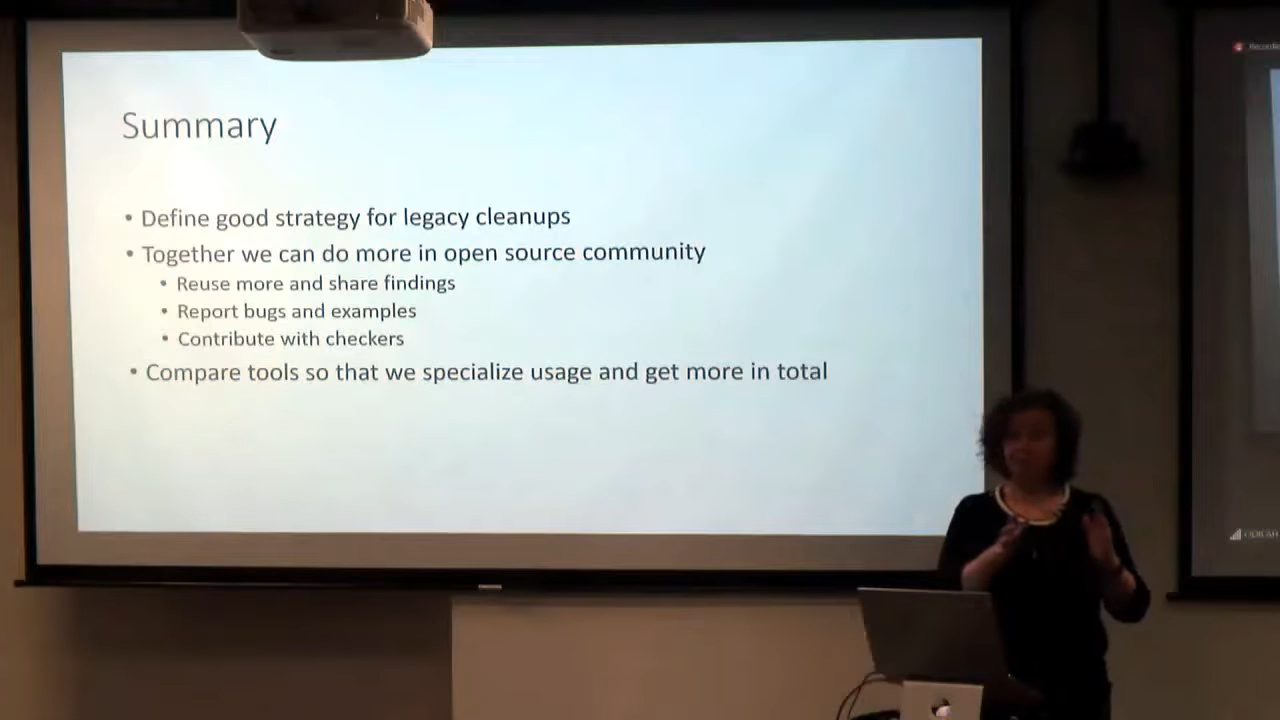 Summary
• Define good strategy for legacy cleanups
• Together we can do more in open source community
• Reuse more and share findings
• Report bugs and examples
• Contribute with checkers
• Compare tools so that we specialize usage and get more in total